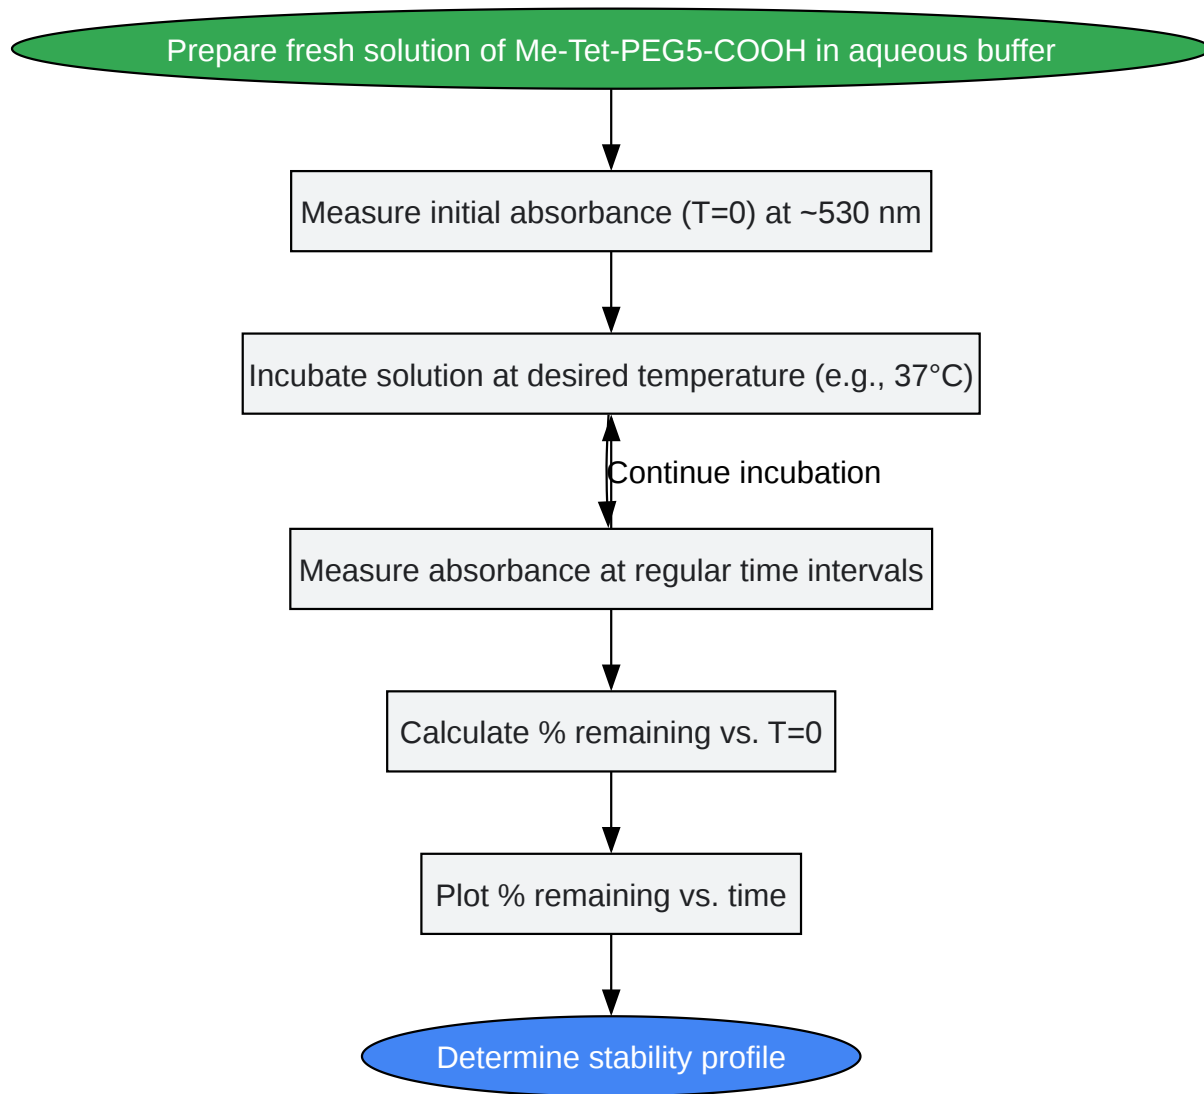 Prepare fresh solution of Me-Tet-PEG5-COOH in aqueous buffer
Measure initial absorbance (T=0) at ~530 nm
Incubate solution at desired temperature (e.g., 37°C)
Continue incubation
Measure absorbance at regular time intervals
Calculate % remaining vs. T=0
Plot % remaining vs. time
Determine stability profile